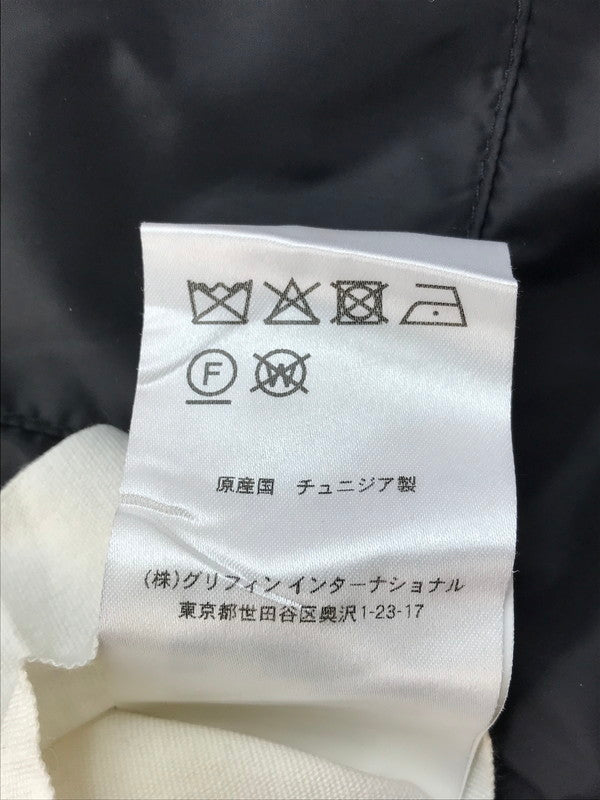 F W
原産国 チュニジア製
(株)グリフィン インターナショナル
東京都世田谷区奥沢1-23-17